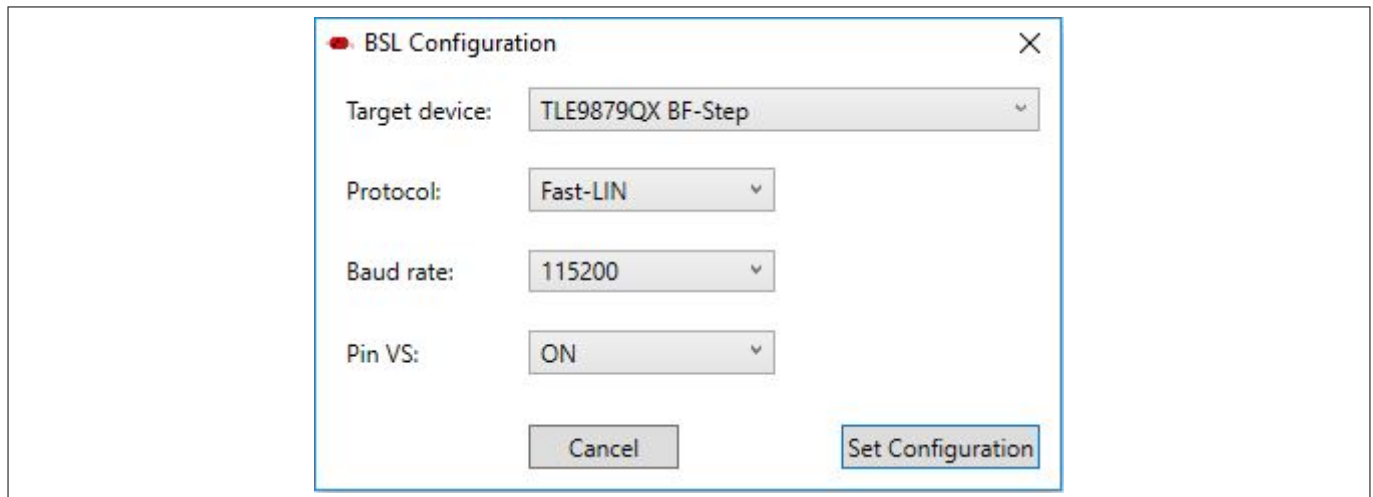 BSL Configuration
Target device: TLE9879QX BF-Step
Protocol: Fast-LIN
Baud rate: 115200
Pin VS: ON
Cancel Set Configuration